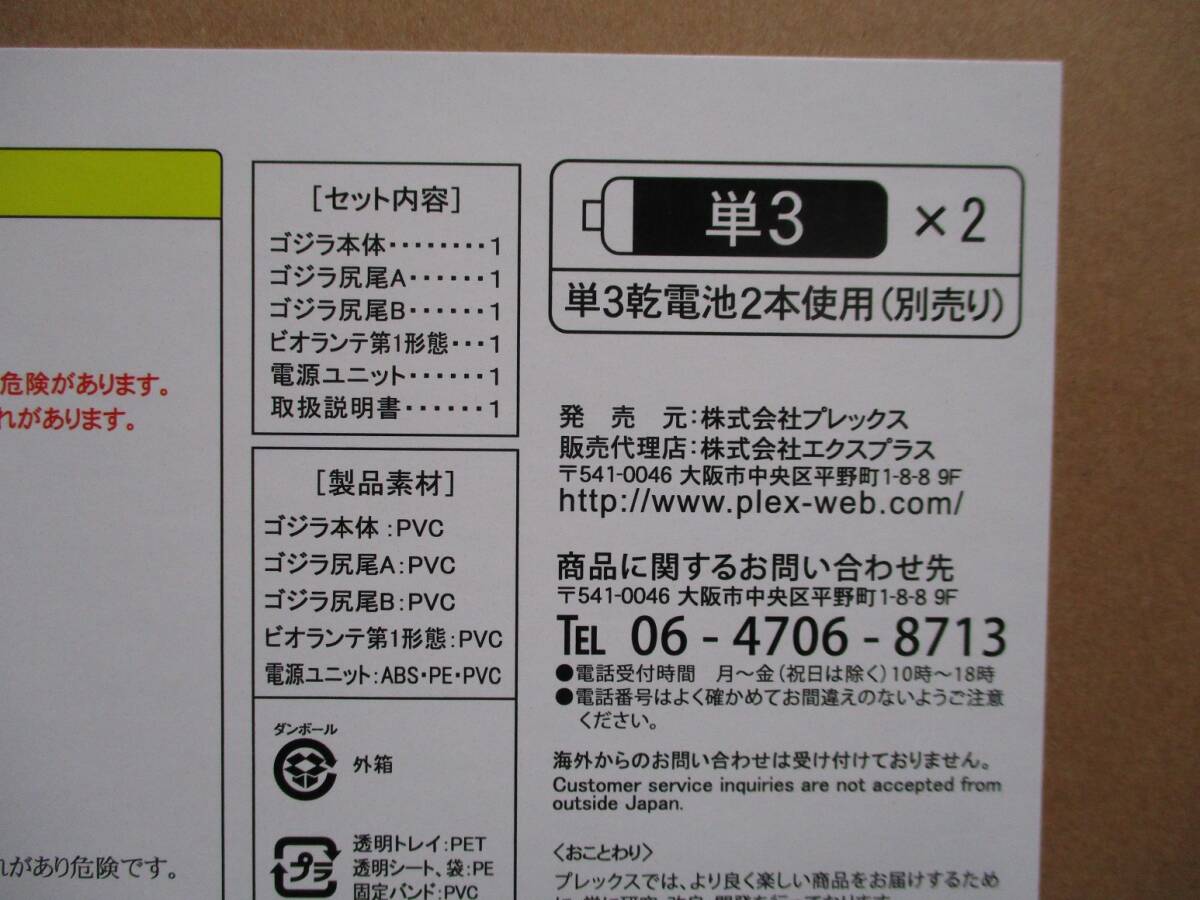 危険があります。
れがあります。
れがあり危険です。
[セット内容]
ゴジラ本体・・・・・・・・1
ゴジラ尻尾A・・・・・・1
ゴジラ尻尾B・・・・・・1
ビオランテ第1形態・・・1
電源ユニット・・・・・・1
取扱説明書・・・・・・1
[製品素材]
ゴジラ本体:PVC
ゴジラ尻尾A:PVC
ゴジラ尻尾B:PVC
ビオランテ第1形態:PVC
電源ユニット:ABS・PE・PVC
ダンボール
外箱
プラ
透明トレイ:PET
透明シート、袋:PE
固定バンド:PVC
単3 ×2
単3乾電池2本使用(別売り)
発 売 元:株式会社プレックス
販売代理店:株式会社エクスプラス
〒541-0046 大阪市中央区平野町1-8-8 9F
http://www.plex-web.com/
商品に関するお問い合わせ先
〒541-0046 大阪市中央区平野町1-8-8 9F
TEL 06-4706-8713
●電話受付時間 月～金(祝日は除く)10時～18時
●電話番号はよく確かめてお間違えのないようご注意
ください。
海外からのお問い合わせは受け付けておりません。
Customer service inquiries are not accepted from
outside Japan.
〈おことわり〉
プレックスでは、より良く楽しい商品をお届けするため
に、常に研究・改良・開発を行っております。